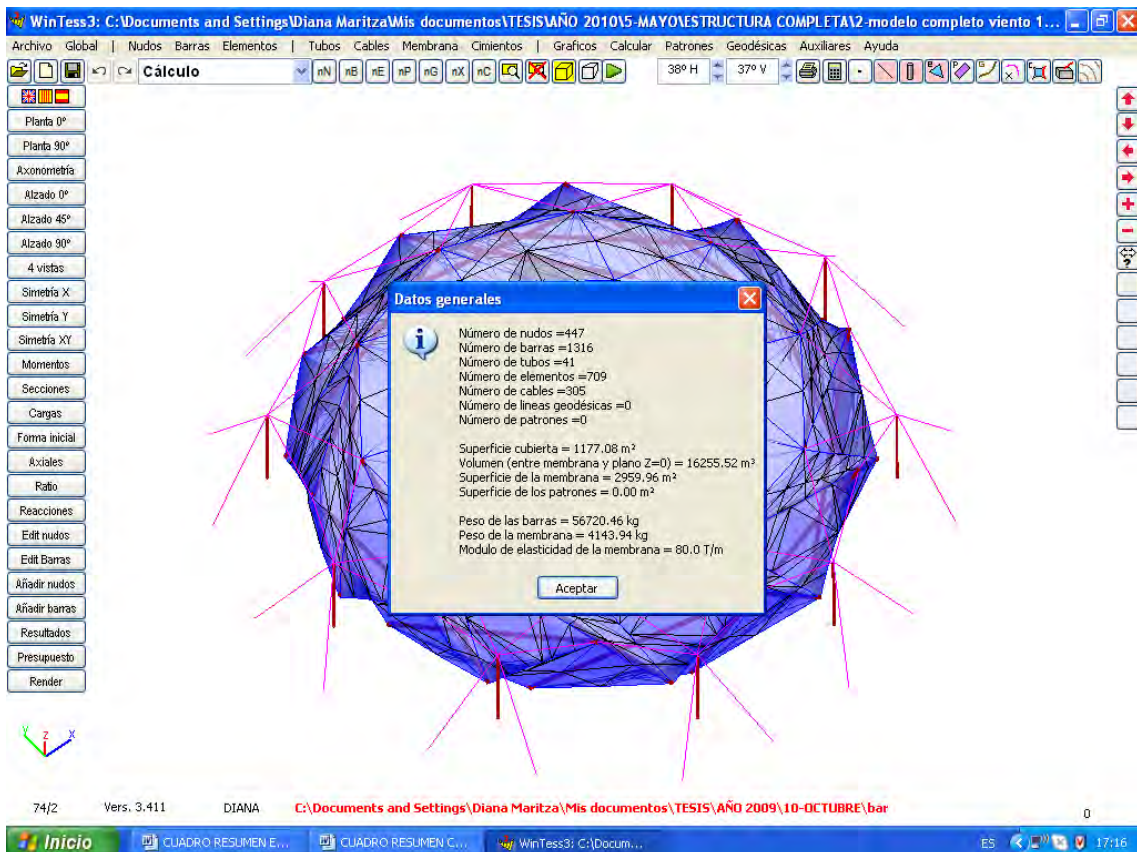 WinTess3: C:\Documents and Settings\Diana Maritza\Mis documentos\TESIS\AÑO 2010\5-MAYO\ESTRUCTURA COMPLETA\2-modelo completo viento 1...
Archivo Global | Nudos Barras Elementos | Tubos Cables Membrana Cimientos | Graficos Calcular Patrones Geodésicas Auxiliares Ayuda
Cálculo nN nB nE nP nG nX nC 38º H 37º V
Planta 0º
Planta 90º
Axonometría
Alzado 0º
Alzado 45º
Alzado 90º
4 vistas
Simetría X
Simetría Y
Simetría XY
Momentos
Secciones
Cargas
Forma inicial
Axiales
Ratio
Reacciones
Edit nudos
Edit Barras
Añadir nudos
Añadir barras
Resultados
Presupuesto
Render
Datos generales
Número de nudos =447
Número de barras =1316
Número de tubos =41
Número de elementos =709
Número de cables =305
Número de lineas geodésicas =0
Número de patrones =0
Superficie cubierta = 1177.08 m²
Volumen (entre membrana y plano Z=0) = 16255.52 m³
Superficie de la membrana = 2959.96 m²
Superficie de los patrones = 0.00 m²
Peso de las barras = 56720.46 kg
Peso de la membrana = 4143.94 kg
Modulo de elasticidad de la membrana = 80.0 T/m
Aceptar
Y Z X
74/2 Vers. 3.411 DIANA C:\Documents and Settings\Diana Maritza\Mis documentos\TESIS\AÑO 2009\10-OCTUBRE\bar 0
Inicio CUADRO RESUMEN E... CUADRO RESUMEN C... WinTess3: C:\Docum... ES 17:16